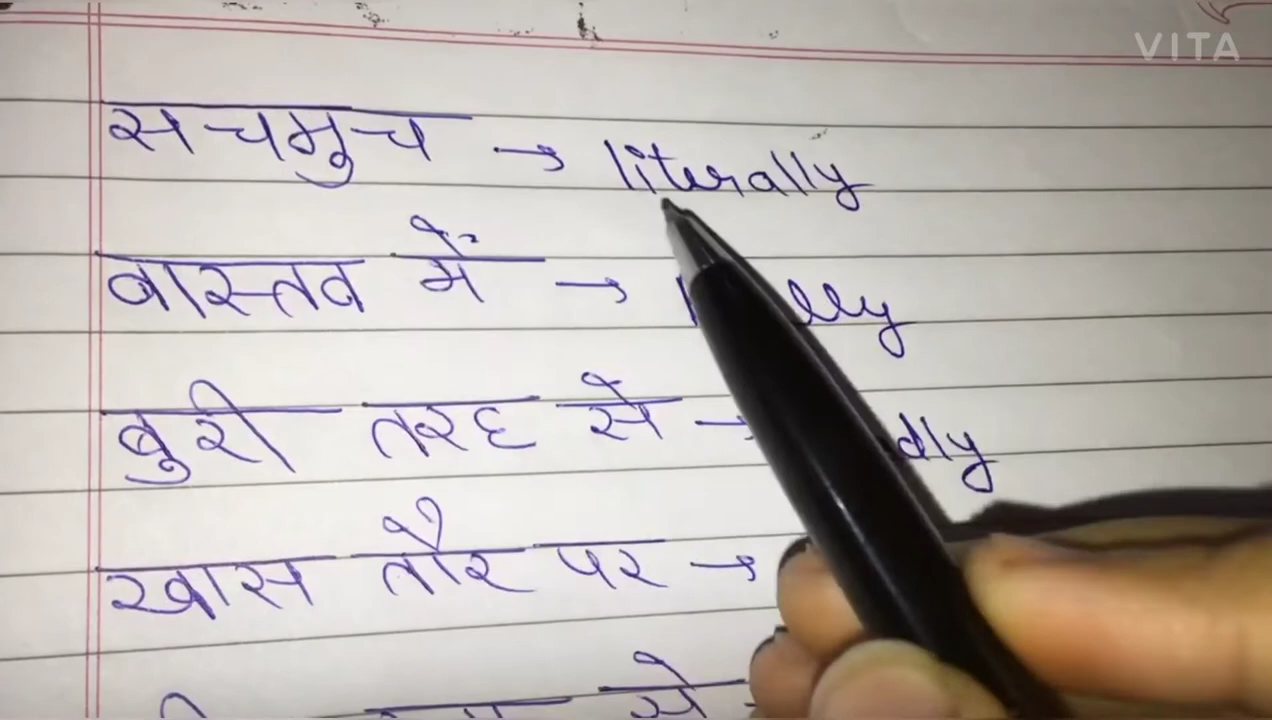 VITA
सचमुच → literally
वास्तव में →
बुरी तरह से →
खास तौर पर →
से